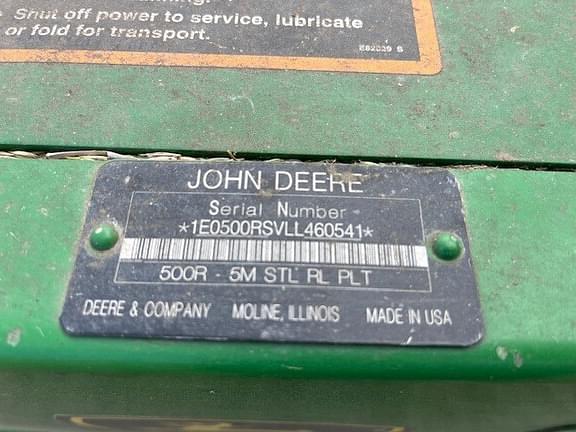 Shut off power to service, lubricate
or fold for transport.
E82039 B
JOHN DEERE
Serial Number
*1E0500RSVLL460541*
500R - 5M STL RL PLT
DEERE & COMPANY MOLINE, ILLINOIS MADE IN USA